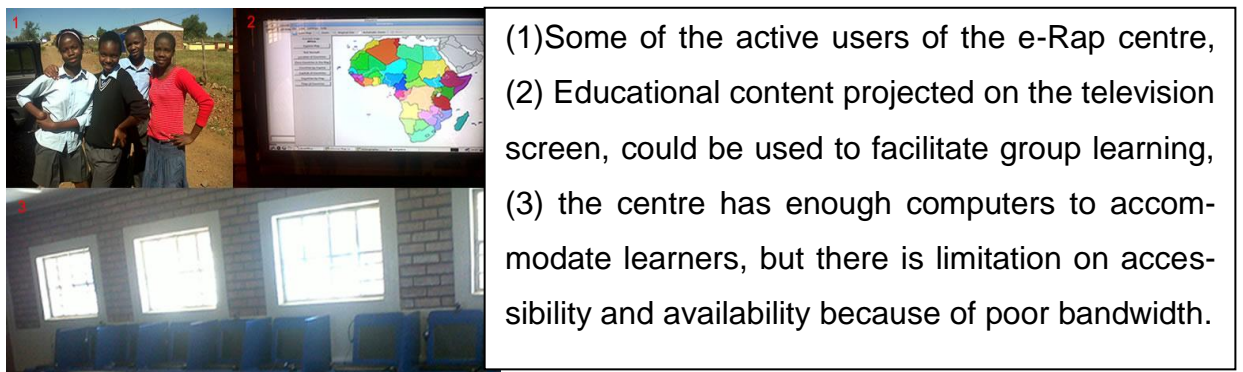 1
2
3
(1)Some of the active users of the e-Rap centre,
(2) Educational content projected on the television
screen, could be used to facilitate group learning,
(3) the centre has enough computers to accom-
modate learners, but there is limitation on acces-
sibility and availability because of poor bandwidth.